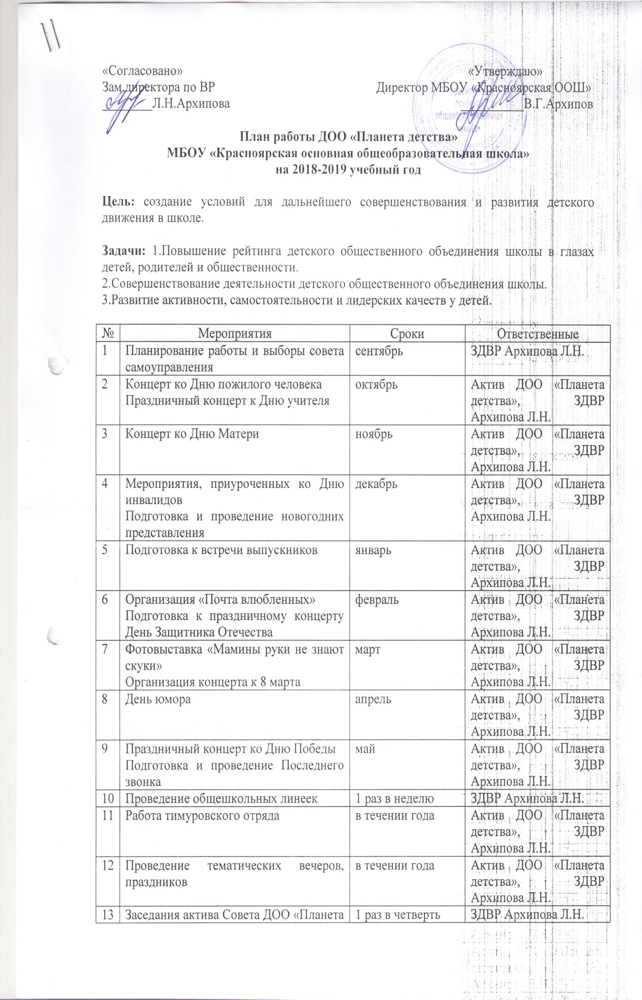 «Согласовано» «Утверждаю»
Зам.директора по ВР Директор МБОУ «Красноярская ООШ»
Л.Н.Архипова В.Г.Архипов
основная
общеобразовательная
школа»
План работы ДОО «Планета детства»
МБОУ «Красноярская основная общеобразовательная школа»
на 2018-2019 учебный год
Цель: создание условий для дальнейшего совершенствования и развития детского
движения в школе.
Задачи: 1.Повышение рейтинга детского общественного объединения школы в глазах
детей, родителей и общественности.
2.Совершенствование деятельности детского общественного объединения школы.
3.Развитие активности, самостоятельности и лидерских качеств у детей.
№ Мероприятия Сроки Ответственные
1 Планирование работы и выборы совета сентябрь ЗДВР Архипова Л.Н.
самоуправления
2 Концерт ко Дню пожилого человека октябрь Актив ДОО «Планета
Праздничный концерт к Дню учителя детства», ЗДВР
Архипова Л.Н.
3 Концерт ко Дню Матери ноябрь Актив ДОО «Планета
детства», ЗДВР
Архипова Л.Н.
4 Мероприятия, приуроченных ко Дню декабрь Актив ДОО «Планета
инвалидов детства», ЗДВР
Подготовка и проведение новогодних Архипова Л.Н.
представления
5 Подготовка к встречи выпускников январь Актив ДОО «Планета
детства», ЗДВР
Архипова Л.Н.
6 Организация «Почта влюбленных» февраль Актив ДОО «Планета
Подготовка к праздничному концерту детства», ЗДВР
День Защитника Отечества Архипова Л.Н.
7 Фотовыставка «Мамины руки не знают март Актив ДОО «Планета
скуки» детства», ЗДВР
Организация концерта к 8 марта Архипова Л.Н.
8 День юмора апрель Актив ДОО «Планета
детства», ЗДВР
Архипова Л.Н.
9 Праздничный концерт ко Дню Победы май Актив ДОО «Планета
Подготовка и проведение Последнего детства», ЗДВР
звонка Архипова Л.Н.
10 Проведение общешкольных линеек 1 раз в неделю ЗДВР Архипова Л.Н.
11 Работа тимуровского отряда в течении года Актив ДОО «Планета
детства», ЗДВР
Архипова Л.Н.
12 Проведение тематических вечеров, в течении года Актив ДОО «Планета
праздников детства», ЗДВР
Архипова Л.Н.
13 Заседания актива Совета ДОО «Планета 1 раз в четверть ЗДВР Архипова Л.Н.